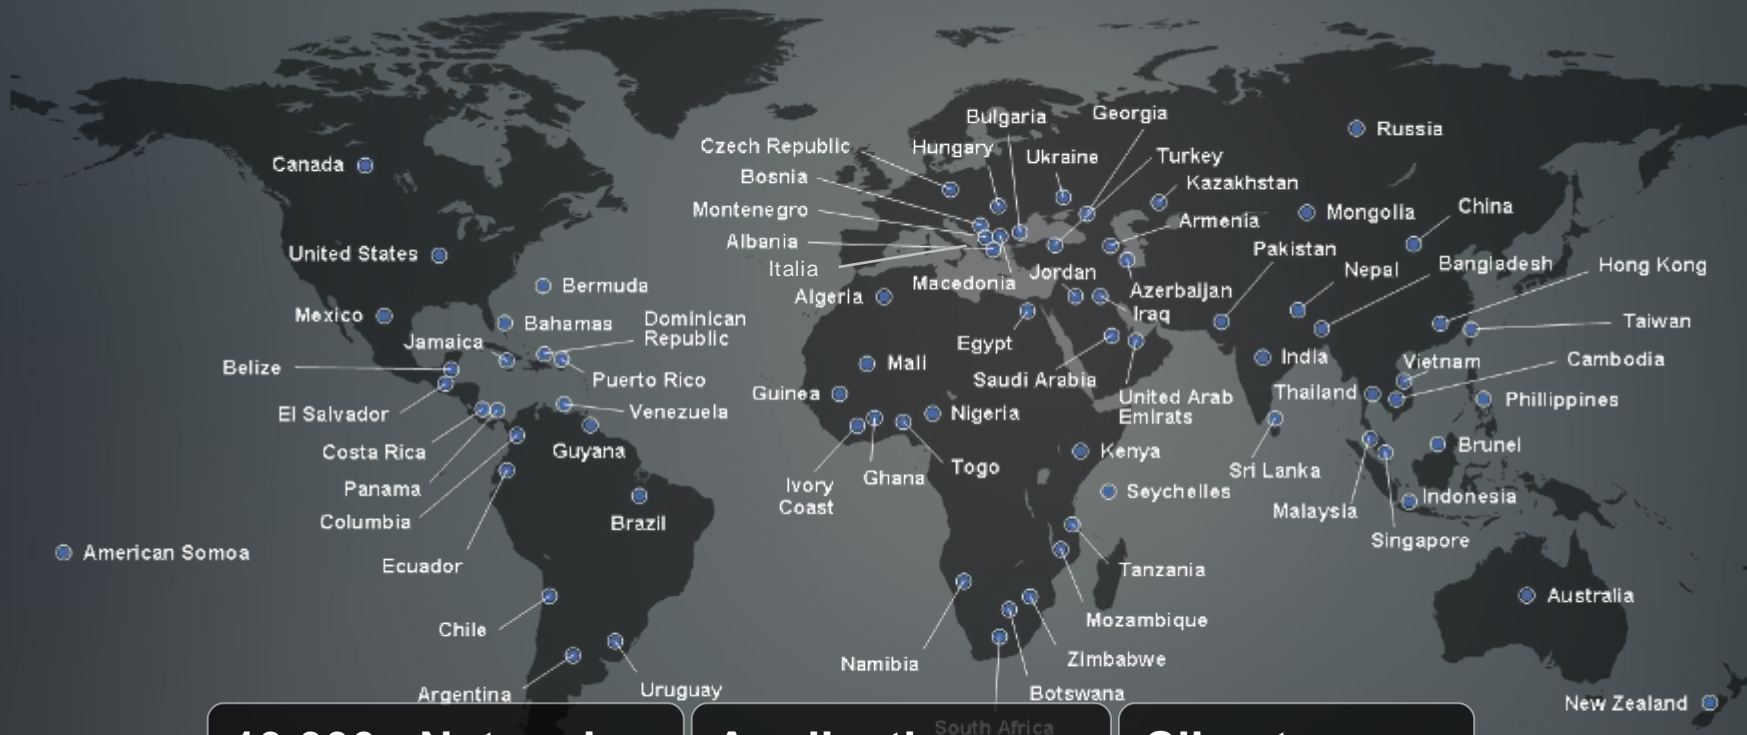 Bulgaria
Georgia
Russia
Czech Republic
Hungary
Ukraine
Turkey
Canada
Bosnia
Kazakhstan
Montenegro
Armenia
Mongolia
China
Albania
Pakistan
United States
Italia
Jordan
Nepal
Bangladesh
Hong Kong
Bermuda
Algeria
Macedonia
Azerbaijan
Iraq
Mexico
Bahamas
Dominican
Republic
Taiwan
Jamaica
Egypt
India
Vietnam
Cambodia
Belize
Mali
Puerto Rico
Saudi Arabia
Guinea
Thailand
United Arab
Emirats
Phillippines
El Salvador
Venezuela
Nigeria
Costa Rica
Guyana
Kenya
Brunel
Togo
Sri Lanka
Ghana
Panama
Ivory
Coast
Seychelles
Indonesia
Malaysia
Columbia
Brazil
Singapore
American Somoa
Ecuador
Tanzania
Australia
Chile
Mozambique
Namibia
Zimbabwe
Argentina
Uruguay
Botswana
New Zealand
South Africa